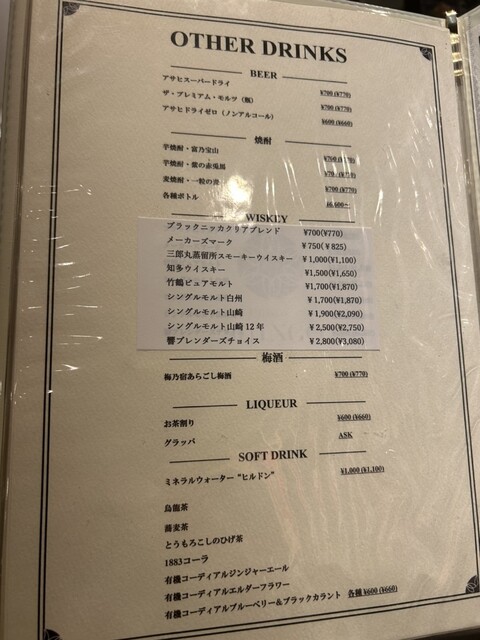 OTHER DRINKS
BEER
アサヒスーパードライ ¥700 (¥770)
ザ・プレミアム・モルツ（瓶） ¥700 (¥770)
アサヒドライゼロ（ノンアルコール） ¥600 (¥660)
焼酎
芋焼酎・富乃宝山 ¥700 (¥770)
芋焼酎・紫の赤兎馬
麦焼酎・一粒の麦 ¥700 (¥770)
各種ボトル ¥6,600〜
WISKEY
ブラックニッカクリアブレンド ¥700(¥770)
メーカーズマーク ¥750(¥ 825)
三郎丸蒸留所スモーキーウイスキー ¥1,000(¥1,100)
知多ウイスキー ¥1,500(¥1,650)
竹鶴ピュアモルト ¥1,700(¥1,870)
シングルモルト白州 ¥1,700(¥1,870)
シングルモルト山崎 ¥1,900(¥2,090)
シングルモルト山崎 12 年 ¥2,500(¥2,750)
響ブレンダーズチョイス ¥2,800(¥3,080)
梅酒
梅乃宿あらごし梅酒 ¥700 (¥770)
LIQUEUR
お茶割り ¥600 (¥660)
グラッパ ASK
SOFT DRINK
ミネラルウォーター“ヒルドン” ¥1,000 (¥1,100)
烏龍茶
蕎麦茶
とうもろこしのひげ茶
1883コーラ
有機コーディアルジンジャーエール
有機コーディアルエルダーフラワー
有機コーディアルブルーベリー＆ブラックカラント 各種¥600 (¥660)